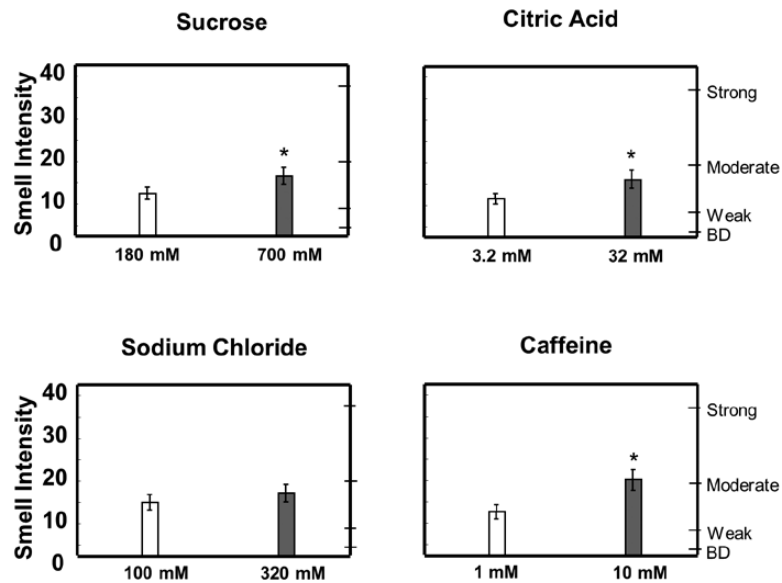 Sucrose
Smell Intensity
40
20
10
0
*
180 mM 700 mM
Citric Acid
*
Strong
Moderate
Weak
BD
3.2 mM 32 mM
Sodium Chloride
Smell Intensity
40
20
10
0
100 mM 320 mM
Caffeine
*
Strong
Moderate
Weak
BD
1 mM 10 mM